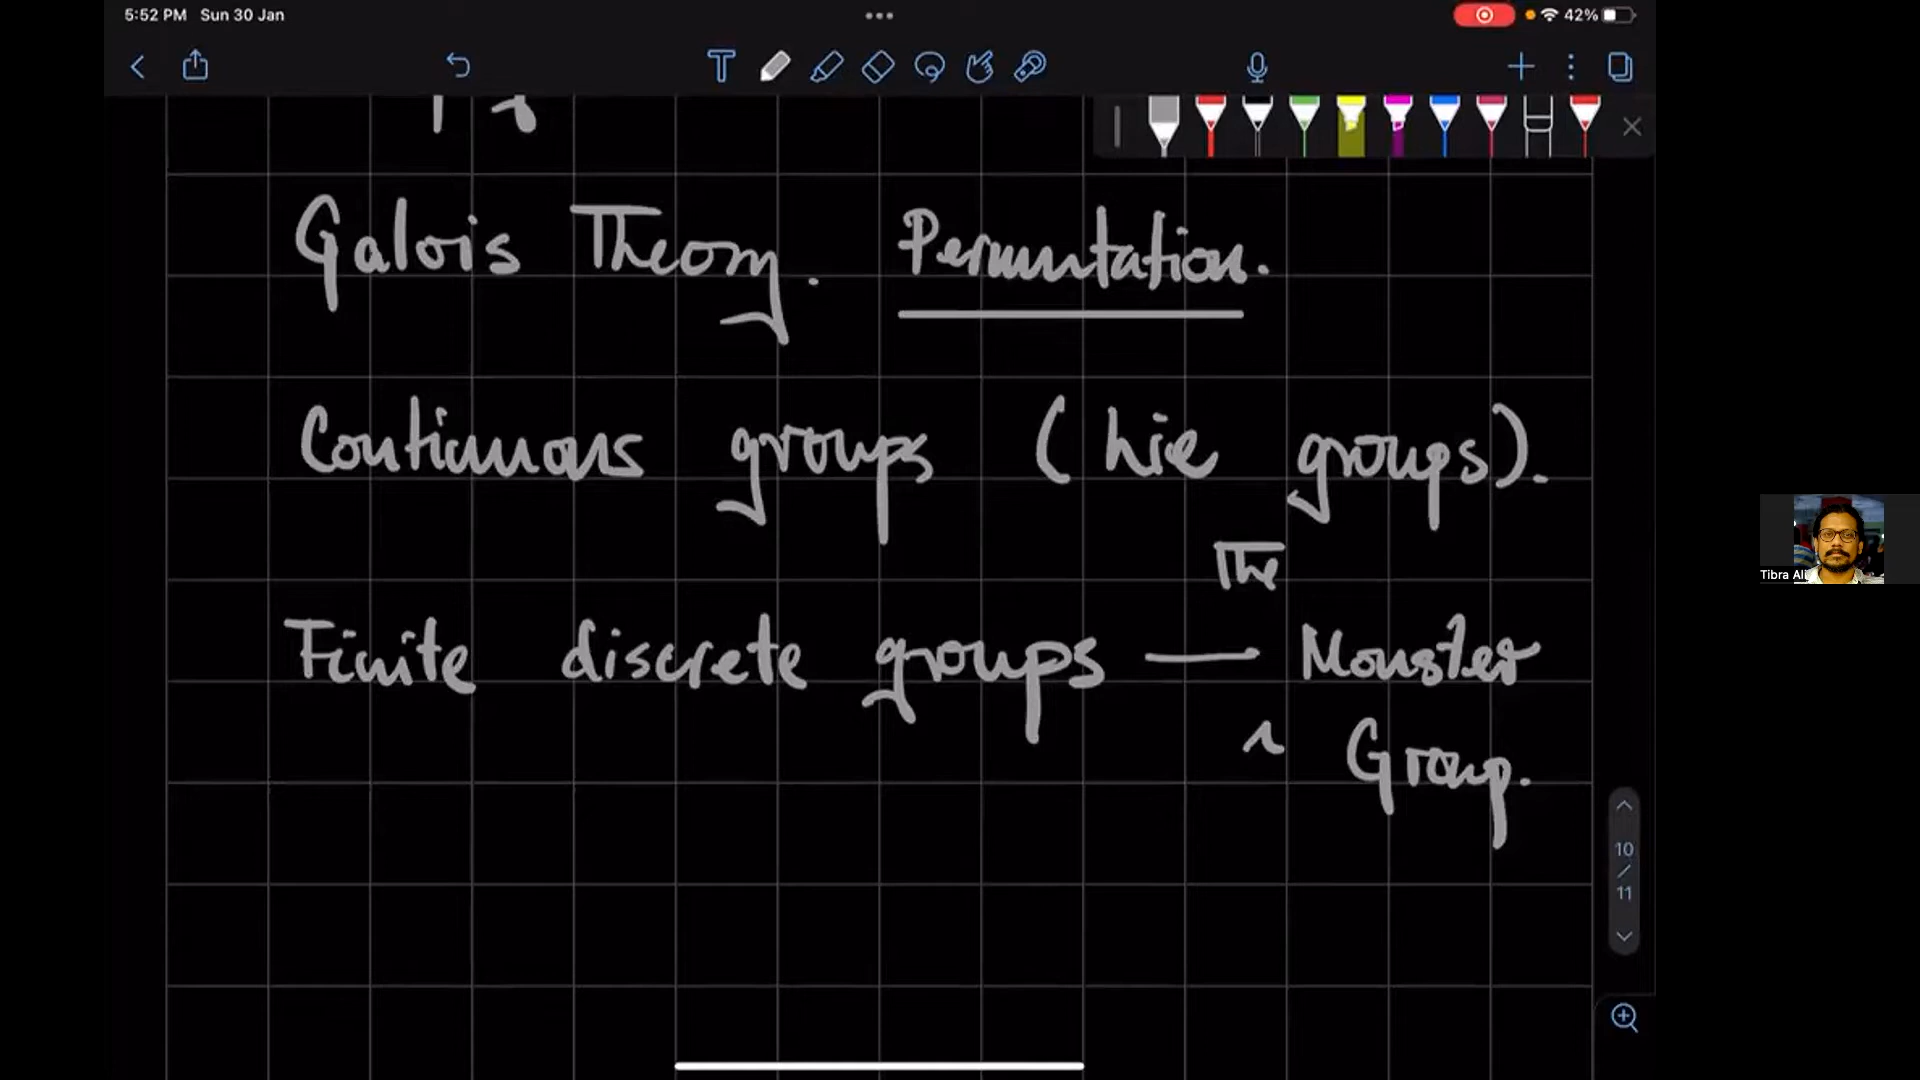 5:52 PM Sun 30 Jan
42%
Galois Theory. Permutation.
Continuous groups (Lie groups).
The
Finite discrete groups — Monster
Group.
10
11
Tibra Al